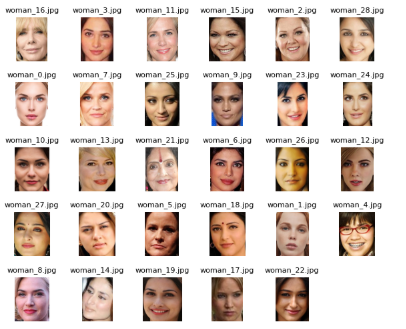 woman_16.jpg woman_3.jpg woman_11.jpg woman_15.jpg woman_2.jpg woman_28.jpg
woman_0.jpg woman_7.jpg woman_25.jpg woman_9.jpg woman_23.jpg woman_24.jpg
woman_10.jpg woman_13.jpg woman_21.jpg woman_6.jpg woman_26.jpg woman_12.jpg
woman_27.jpg woman_20.jpg woman_5.jpg woman_18.jpg woman_1.jpg woman_4.jpg
woman_8.jpg woman_14.jpg woman_19.jpg woman_17.jpg woman_22.jpg